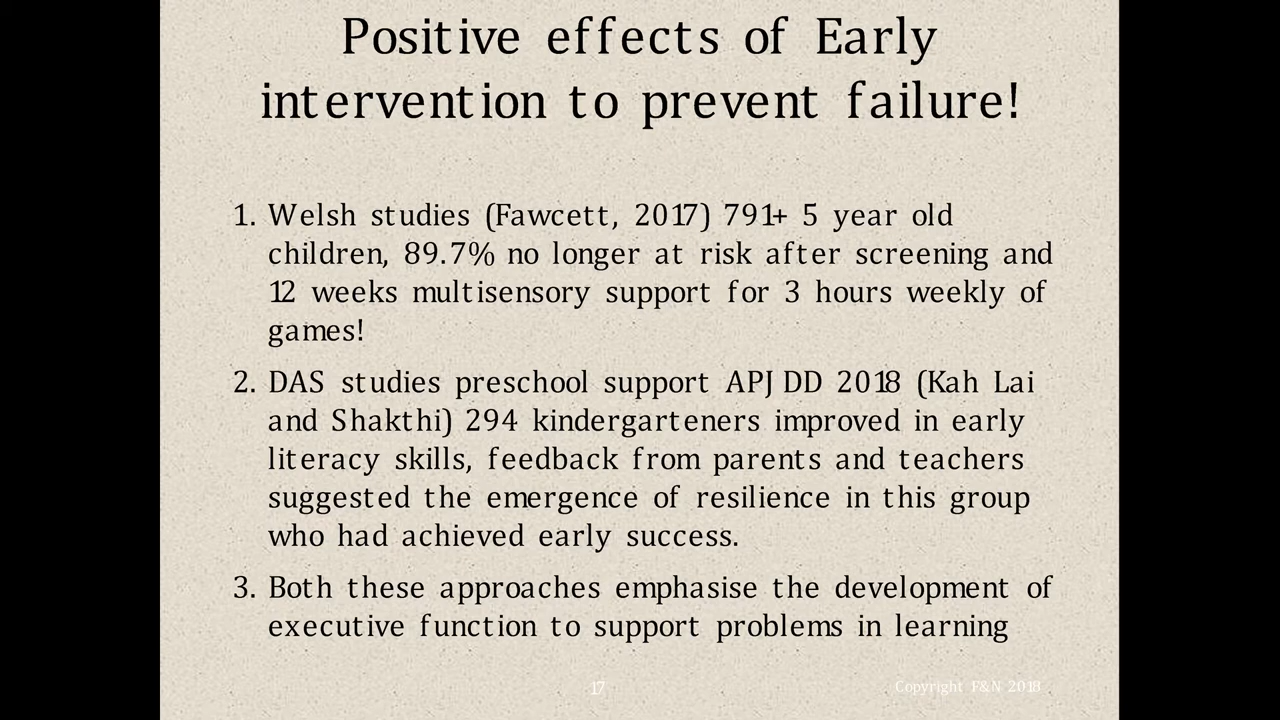 Positive effects of Early
intervention to prevent failure!
1. Welsh studies (Fawcett, 2017) 791+ 5 year old
children, 89.7% no longer at risk after screening and
12 weeks multisensory support for 3 hours weekly of
games!
2. DAS studies preschool support APJ DD 2018 (Kah Lai
and Shakthi) 294 kindergarteners improved in early
literacy skills, feedback from parents and teachers
suggested the emergence of resilience in this group
who had achieved early success.
3. Both these approaches emphasise the development of
executive function to support problems in learning
17
Copyright F&N 2018